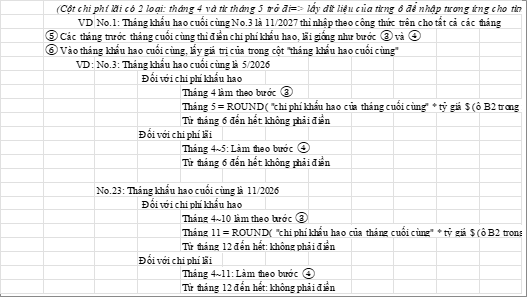 (Cột chi phí lãi có 2 loại: tháng 4 và từ tháng 5 trở đi=> lấy dữ liệu của từng ô để nhập tương ứng cho từ
VD No.1: Tháng khấu hao cuối cùng No.3 là 11/2027 thì nhập theo công thức trên cho tất cả các tháng
⑤ Các tháng trước tháng cuối cùng thì điền chi phí khấu hao, lãi giống như bước ③ và ④
⑥ Vào tháng khấu hao cuối cùng, lấy giá trị của trong cột "tháng khấu hao cuối cùng"
VD: No.3: Tháng khấu hao cuối cùng là 5/2026
Đối với chi phí khấu hao
Tháng 4 làm theo bước ③
Tháng 5 = ROUND( "chi phí khấu hao của tháng cuối cùng" * tỷ giá $ (ô B2 trong
Từ tháng 6 đến hết: không phải điền
Đối với chi phí lãi
Tháng 4~5: Làm theo bước ④
Từ tháng 6 đến hết: không phải điền
No.23: Tháng khấu hao cuối cùng là 11/2026
Đối với chi phí khấu hao
Tháng 4~10 làm theo bước ③
Tháng 11 = ROUND( "chi phí khấu hao của tháng cuối cùng" * tỷ giá $ (ô B2 trong
Từ tháng 12 đến hết: không phải điền
Đối với chi phí lãi
Tháng 4~11: Làm theo bước ④
Từ tháng 12 đến hết: không phải điền